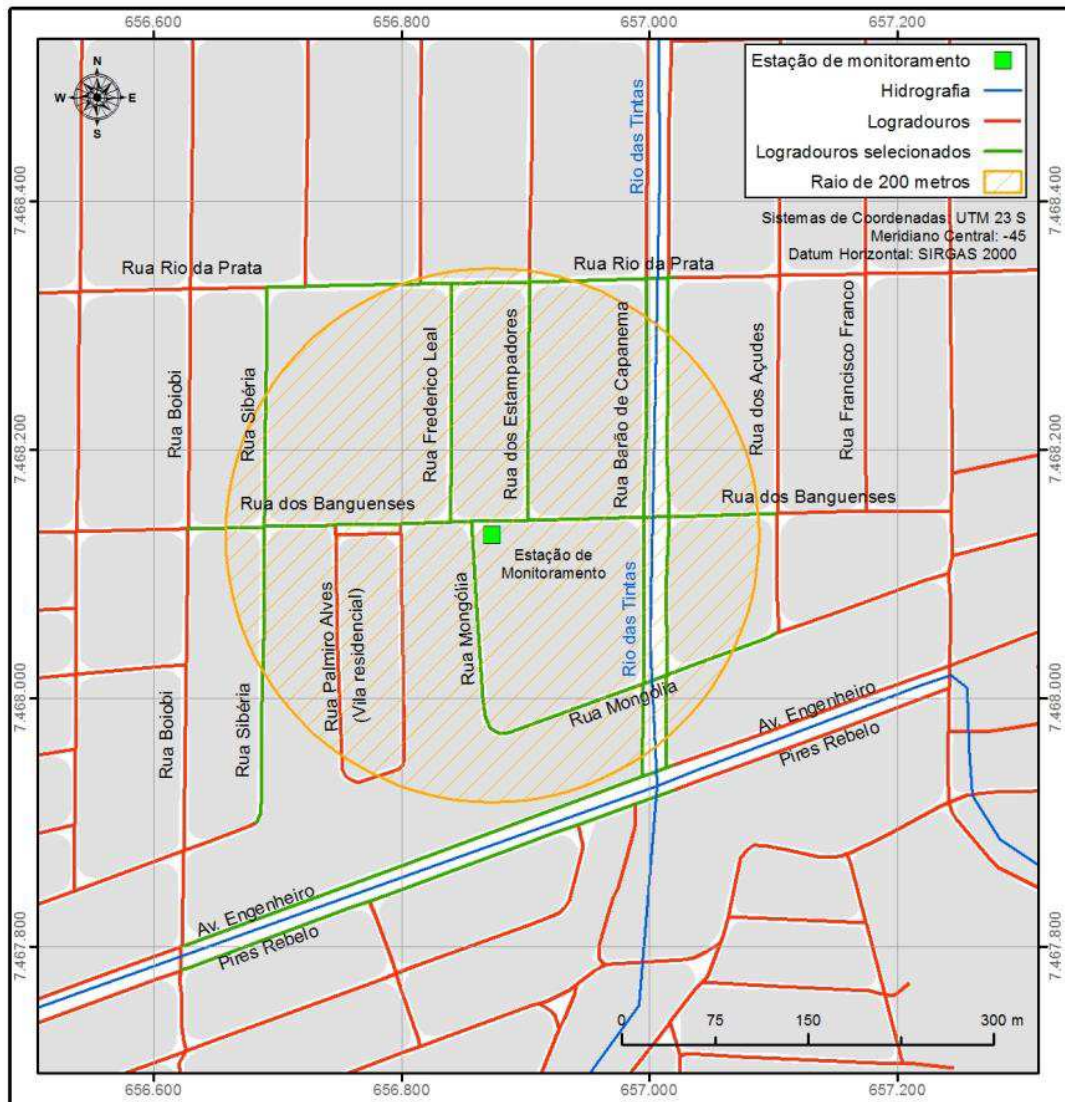 656.600
656.800
657.000
657.200
N
W
E
S
Estação de monitoramento
Hidrografia
Logradouros
Logradouros selecionados
Raio de 200 metros
Sistemas de Coordenadas: UTM 23 S
Meridiano Central: -45
Datum Horizontal: SIRGAS 2000
Rio das Tintas
7.468.400
7.468.400
Rua Rio da Prata
Rua Rio da Prata
Rua Boiobi
Rua Sibéria
Rua Frederico Leal
Rua dos Estampadores
Rua Barão de Capanema
Rua dos Açudes
Rua Francisco Franco
7.468.200
7.468.200
Rua dos Banguenses
Rua dos Banguenses
Estação de
Monitoramento
Rua Boiobi
Rua Sibéria
Rua Palmiro Alves
(Vila residencial)
Rua Mongólia
Rio das Tintas
Rua Mongólia
7.468.000
7.468.000
Av. Engenheiro
Pires Rebelo
Av. Engenheiro
Pires Rebelo
7.467.800
7.467.800
0
75
150
300 m
656.600
656.800
657.000
657.200